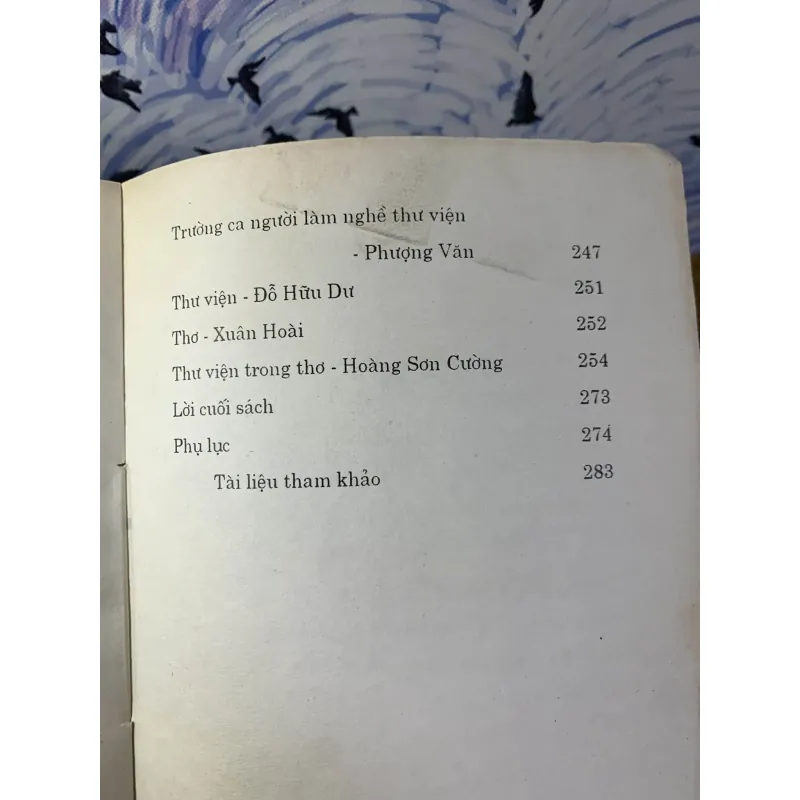 Trường ca người làm nghề thư viện
- Phượng Văn 247
Thư viện - Đỗ Hữu Dư 251
Thơ - Xuân Hoài 252
Thư viện trong thơ - Hoàng Sơn Cường 254
Lời cuối sách 273
Phụ lục 274
Tài liệu tham khảo 283